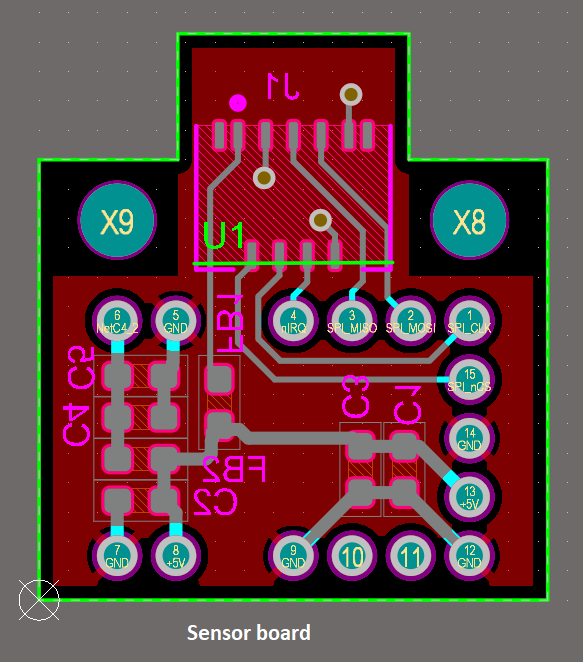 J1
X9
X8
U1
FB1
6
NetC4_2
5
GND
4
nIRQ
3
SPI_MISO
2
SPI_MOSI
1
SPI_CLK
C5
C4
C3
C1
15
SPI_nCS
14
GND
FB2
C2
13
+5V
7
GND
8
+5V
9
GND
10
11
12
GND
Sensor board